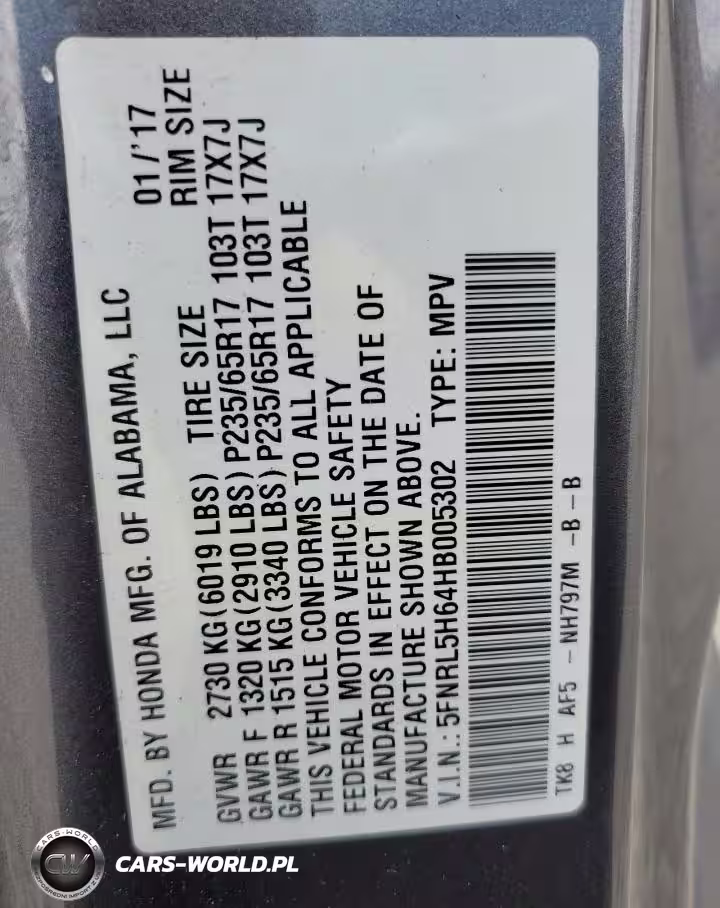 MFD. BY HONDA MFG. OF ALABAMA, LLC 01/'17
RIM SIZE
GVWR 2730 KG(6019 LBS) TIRE SIZE
GAWR F 1320 KG(2910 LBS) P235/65R17 103T 17X7J
GAWR R 1515 KG(3340 LBS) P235/65R17 103T 17X7J
THIS VEHICLE CONFORMS TO ALL APPLICABLE
FEDERAL MOTOR VEHICLE SAFETY
STANDARDS IN EFFECT ON THE DATE OF
MANUFACTURE SHOWN ABOVE.
V.I.N.: 5FNRL5H64HB005302 TYPE: MPV
TK8 H AF5 - NH797M -B-B
CARS-WORLD
CW
CARS-WORLD.PL